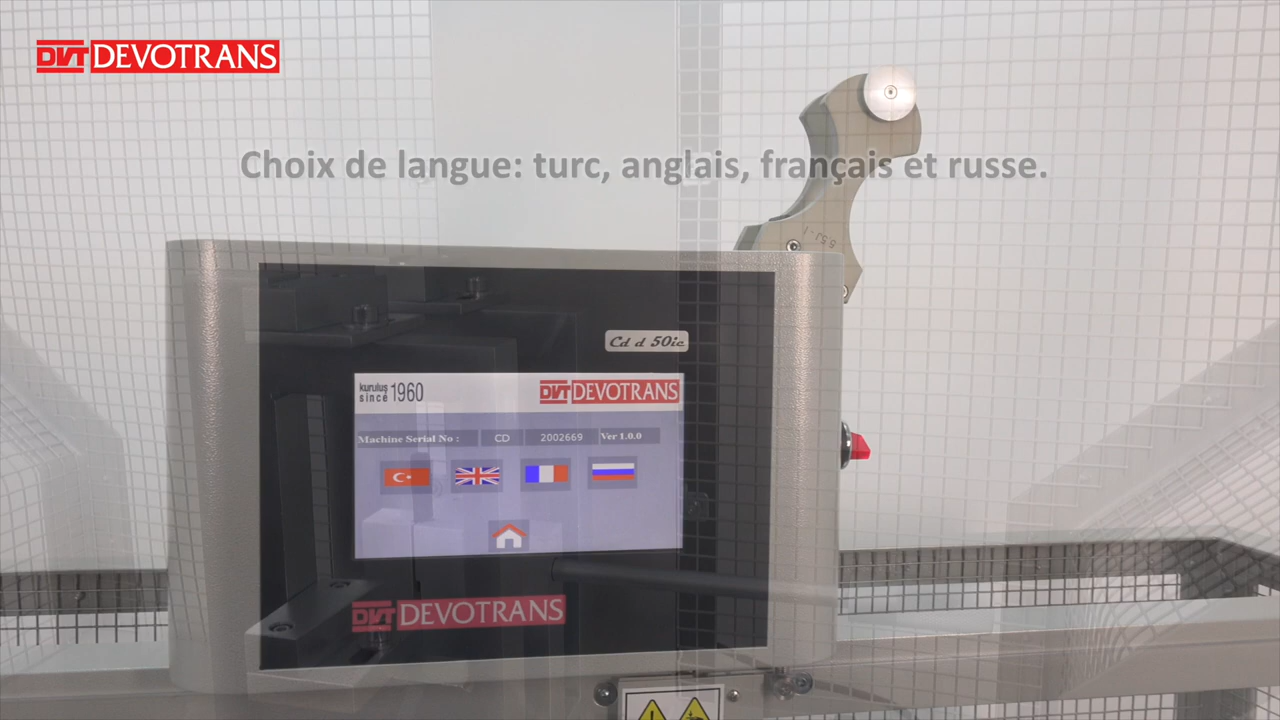 DVT DEVOTRANS
Choix de langue: turc, anglais, français et russe.
Cd d 50ic
kuruluş
since 1960
DVT DEVOTRANS
Machine Serial No : CD 2002669 Ver 1.0.0
DVT DEVOTRANS